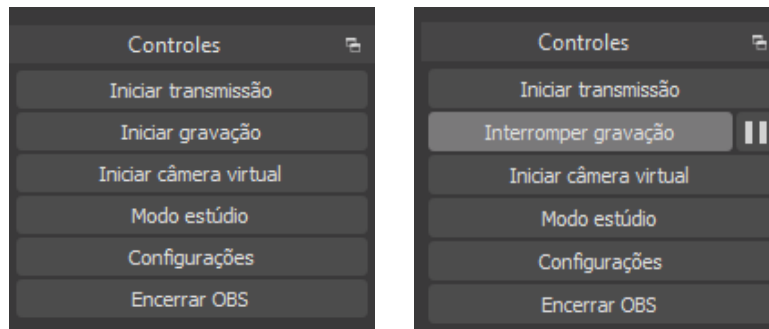 Controles
Iniciar transmissão
Iniciar gravação
Iniciar câmera virtual
Modo estúdio
Configurações
Encerrar OBS
Controles
Iniciar transmissão
Interromper gravação
Iniciar câmera virtual
Modo estúdio
Configurações
Encerrar OBS